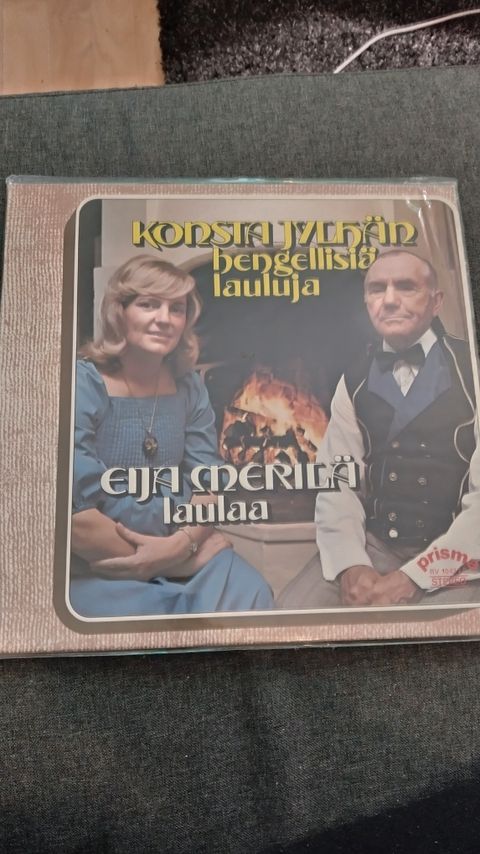 KONSTA JYLHÄN
hengellisiä
lauluja
EIJA MERILÄ
laulaa
prisma
STEREO